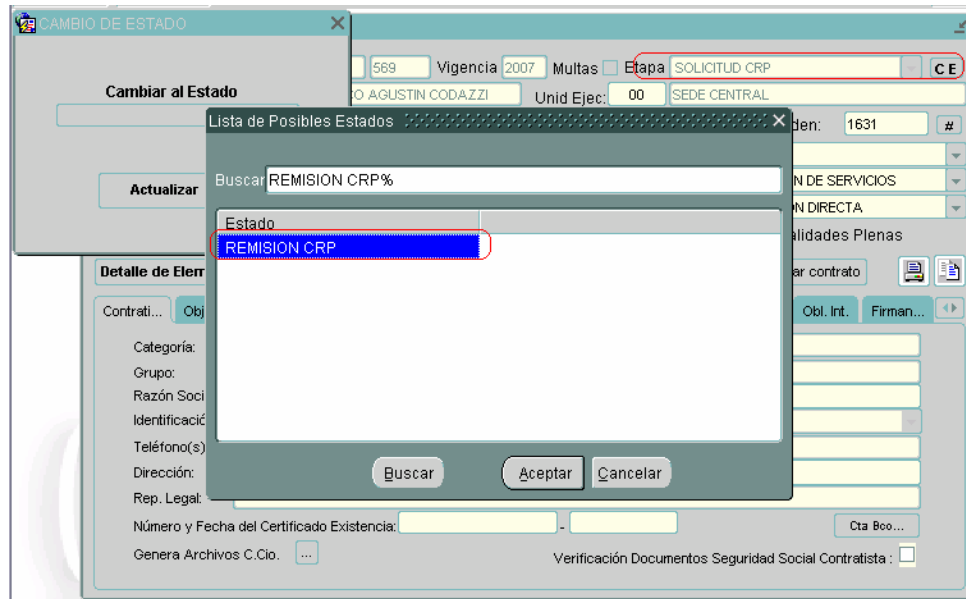 CAMBIO DE ESTADO
Cambiar al Estado
Actualizar
569 Vigencia 2007 Multas Etapa SOLICITUD CRP C E
O AGUSTIN CODAZZI Unid Ejec: 00 SEDE CENTRAL
den: 1631 #
N DE SERVICIOS
N DIRECTA
alidades Plenas
Lista de Posibles Estados
Buscar REMISION CRP%
Estado
REMISION CRP
Buscar Aceptar Cancelar
Detalle de Elem ar contrato
Contrati... Obj Obl. Int. Firman...
Categoría:
Grupo:
Razón Soci
Identificació
Teléfono(s)
Dirección:
Rep. Legal:
Número y Fecha del Certificado Existencia: - Cta Bco...
Genera Archivos C.Cio. ... Verificación Documentos Seguridad Social Contratista :